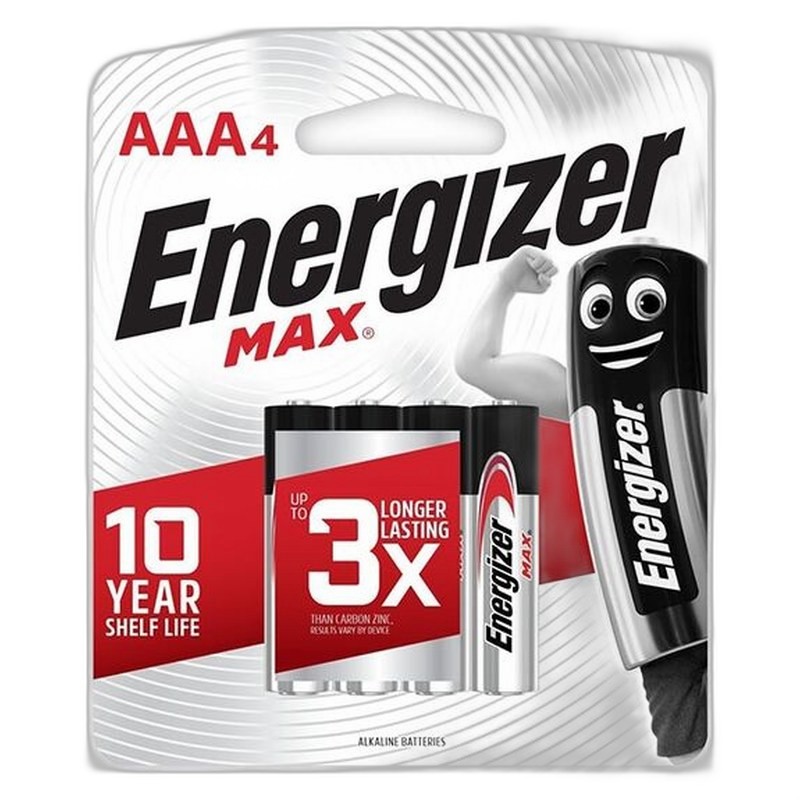 AAA4
Energizer
MAX®
Energizer®
10
YEAR
SHELF LIFE
UP
TO
3X
LONGER
LASTING
THAN CARBON ZINC.
RESULTS VARY BY DEVICE
Energizer
MAX®
ALKALINE BATTERIES